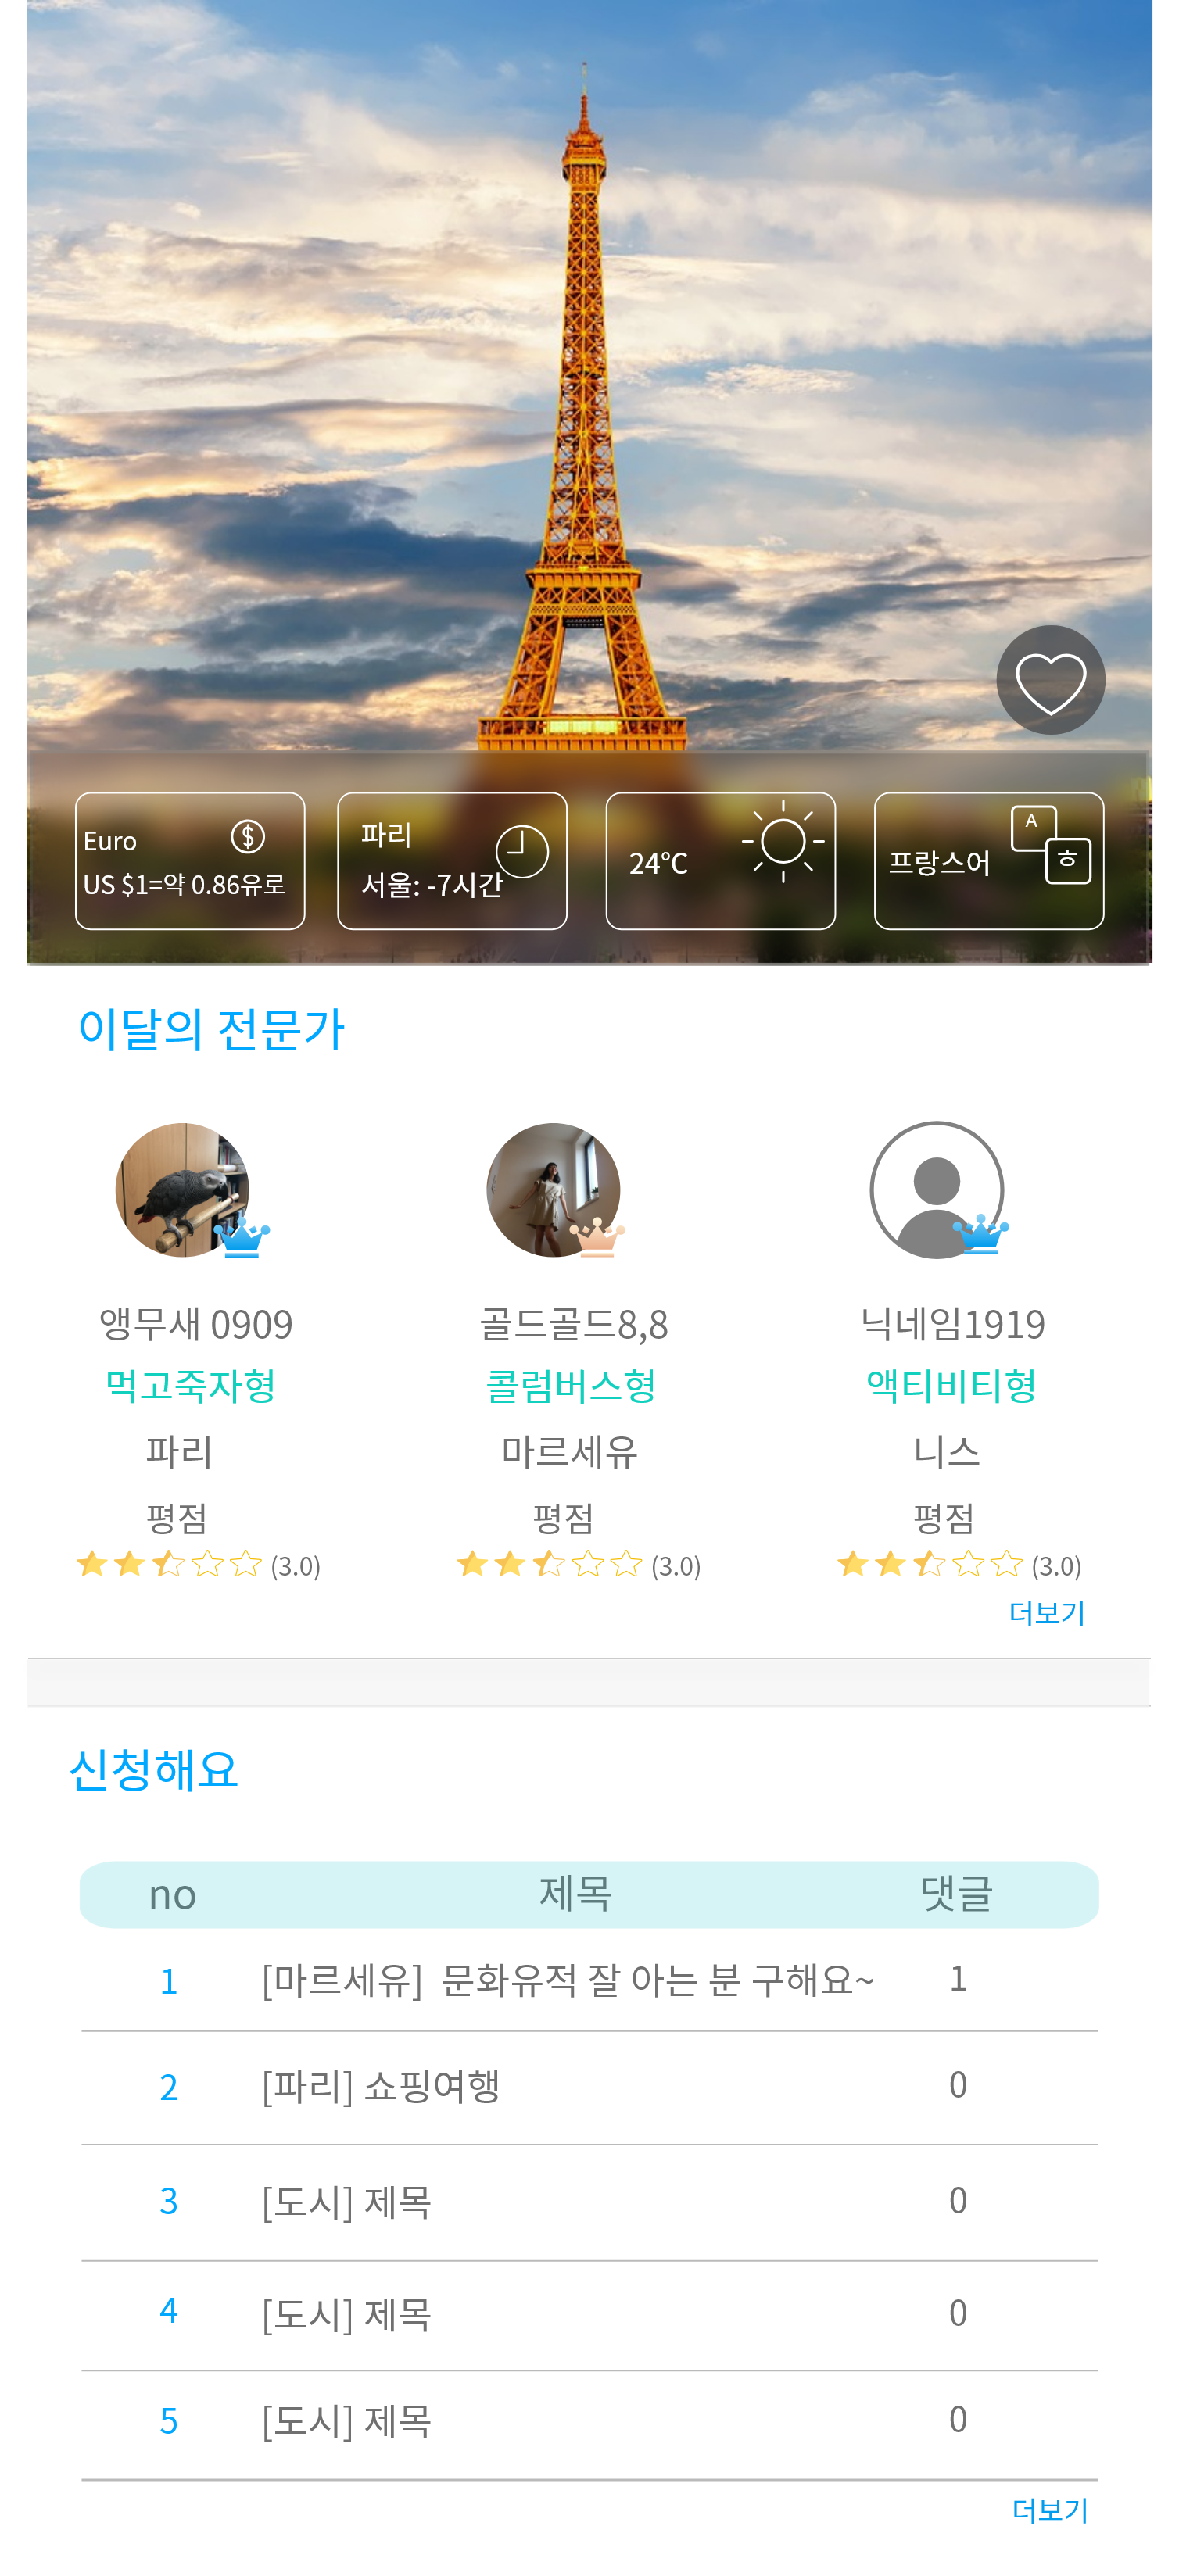 Euro
US $1=약 0.86유로
파리
서울: -7시간
24°C
프랑스어
A
ㅎ
이달의 전문가
앵무새 0909
골드골드8,8
닉네임1919
먹고죽자형
콜럼버스형
액티비티형
파리
마르세유
니스
평점
평점
평점
(3.0)
(3.0)
(3.0)
더보기
신청해요
no 제목 댓글
1 [마르세유] 문화유적 잘 아는 분 구해요~ 1
2 [파리] 쇼핑여행 0
3 [도시] 제목 0
4 [도시] 제목 0
5 [도시] 제목 0
더보기